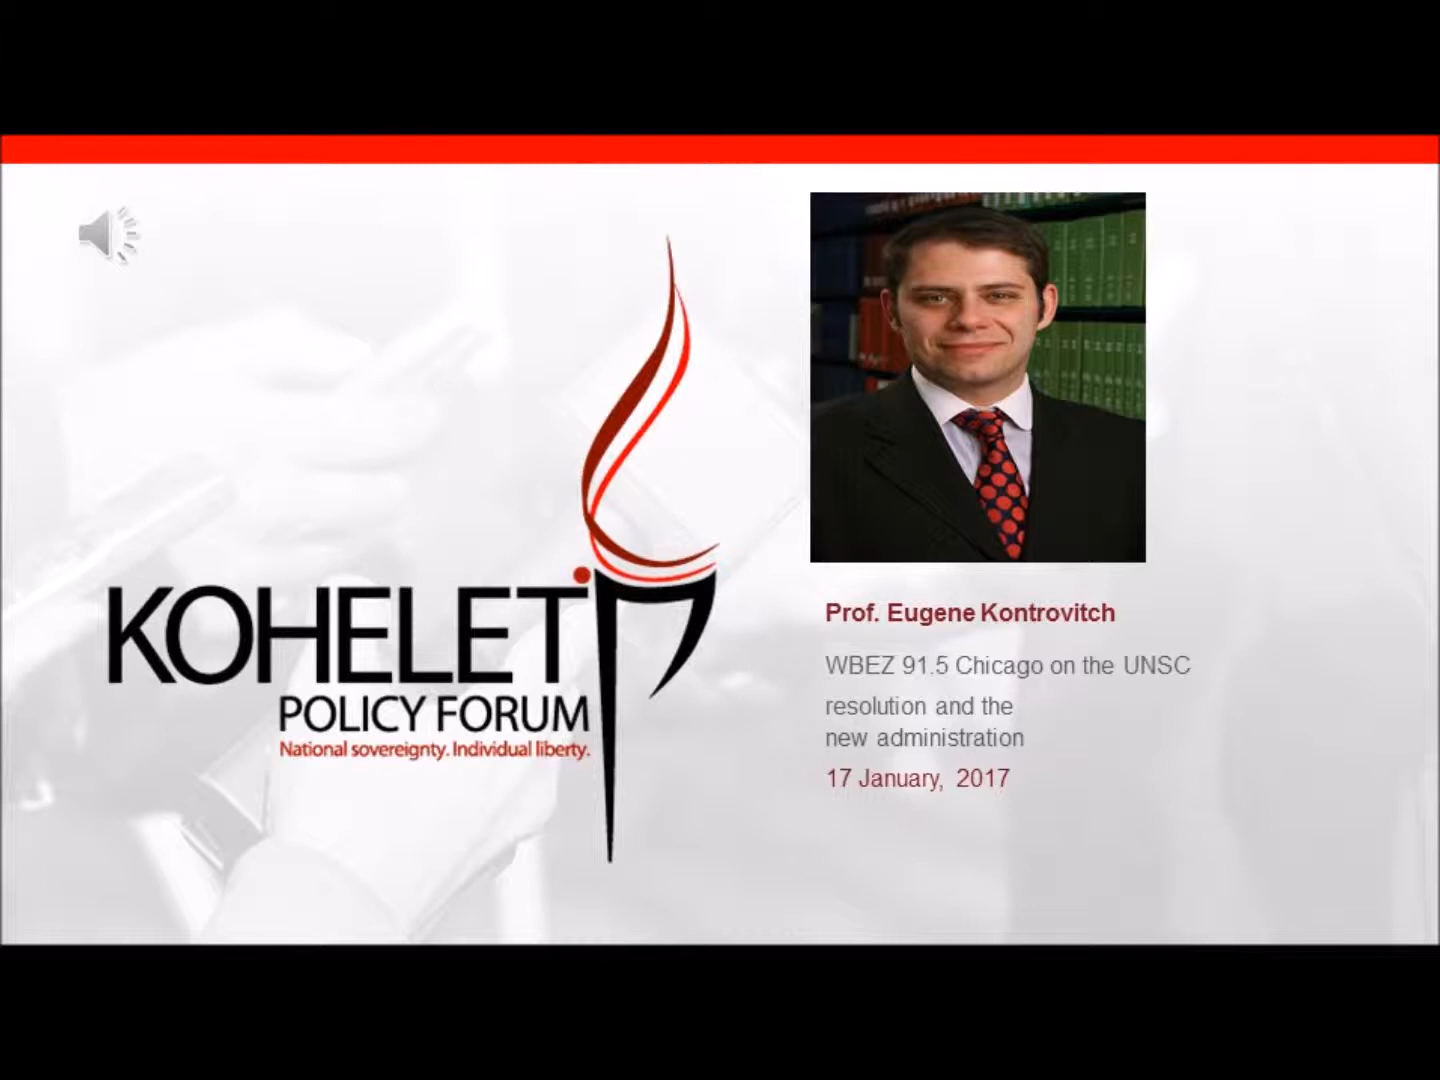 KOHELET
POLICY FORUM
National sovereignty. Individual liberty.
Prof. Eugene Kontrovitch
WBEZ 91.5 Chicago on the UNSC
resolution and the
new administration
17 January, 2017